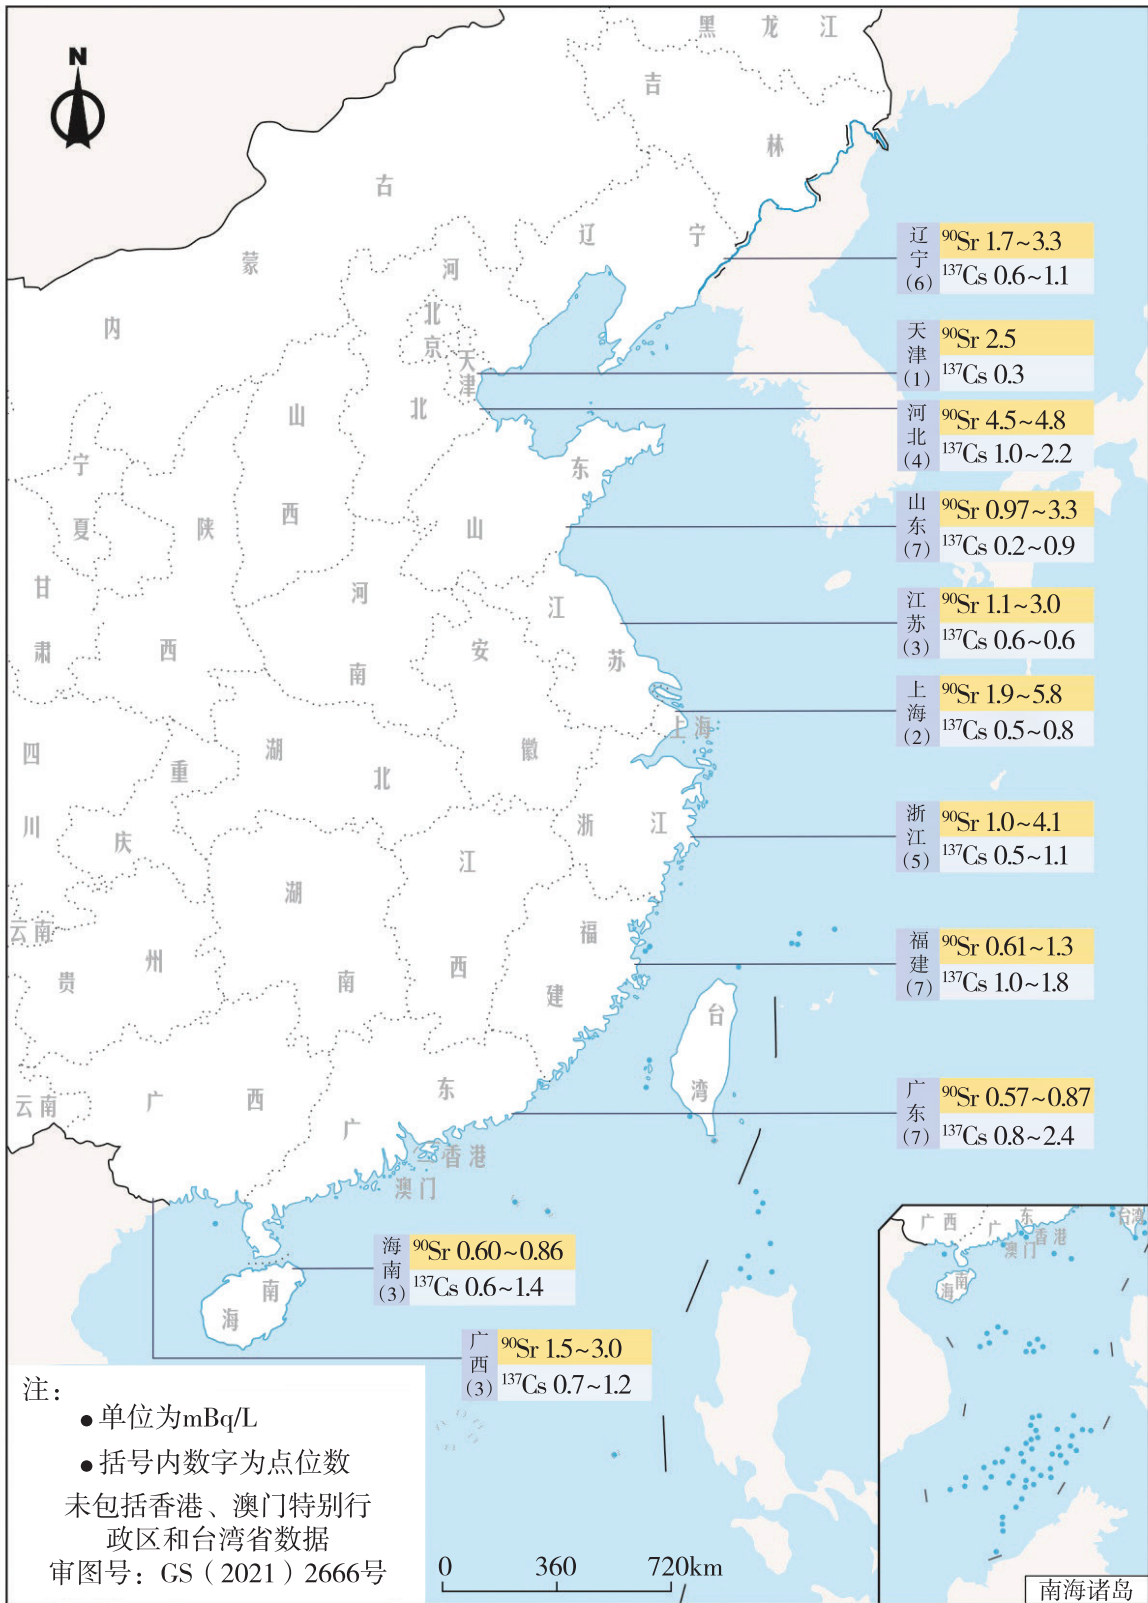 N
黑龙江
吉
林
古
辽宁
蒙
河
内
北
京
天
津
山
北
宁
东
夏
陕
西
山
甘
河
江
肃
西
安
苏
南
四
湖
徽
上海
重
北
川
庆
浙江
江
湖
云南
州
福
贵
南
西
建
台
云南
广西
东
湾
广
香港
澳门
南
海
辽宁(6)
⁹⁰Sr 1.7~3.3
¹³⁷Cs 0.6~1.1
天津(1)
⁹⁰Sr 2.5
¹³⁷Cs 0.3
河北(4)
⁹⁰Sr 4.5~4.8
¹³⁷Cs 1.0~2.2
山东(7)
⁹⁰Sr 0.97~3.3
¹³⁷Cs 0.2~0.9
江苏(3)
⁹⁰Sr 1.1~3.0
¹³⁷Cs 0.6~0.6
上海(2)
⁹⁰Sr 1.9~5.8
¹³⁷Cs 0.5~0.8
浙江(5)
⁹⁰Sr 1.0~4.1
¹³⁷Cs 0.5~1.1
福建(7)
⁹⁰Sr 0.61~1.3
¹³⁷Cs 1.0~1.8
广东(7)
⁹⁰Sr 0.57~0.87
¹³⁷Cs 0.8~2.4
海南(3)
⁹⁰Sr 0.60~0.86
¹³⁷Cs 0.6~1.4
广西(3)
⁹⁰Sr 1.5~3.0
¹³⁷Cs 0.7~1.2
注：
●单位为mBq/L
●括号内数字为点位数
未包括香港、澳门特别行
政区和台湾省数据
审图号：GS（2021）2666号
0 360 720km
广西
广东
台湾
香港
澳门
海南
南海诸岛